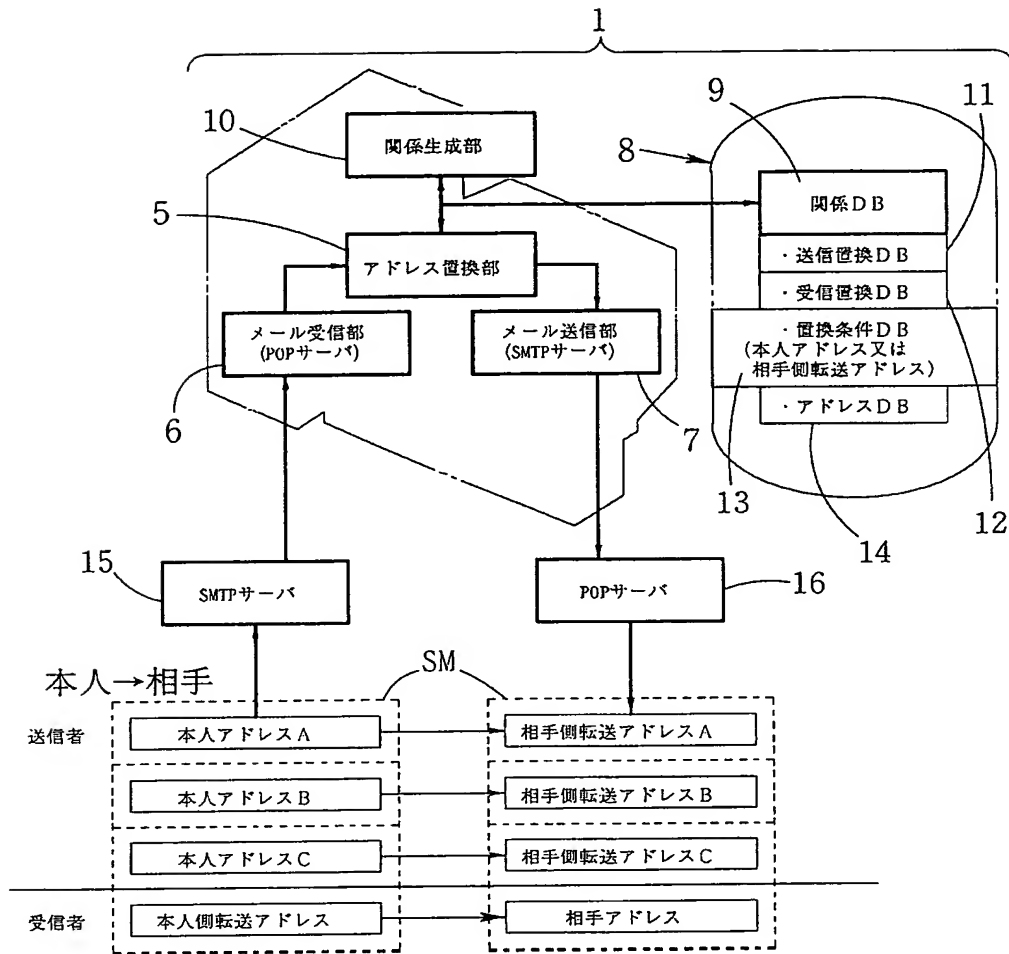 1
10
関係生成部
5
アドレス置換部
メール受信部
(POPサーバ)
メール送信部
(SMTPサーバ)
6
7
8
9
11
関係DB
・送信置換DB
・受信置換DB
・置換条件DB
(本人アドレス又は
相手側転送アドレス)
・アドレスDB
13
14
12
15
SMTPサーバ
POPサーバ
16
本人→相手
SM
送信者
本人アドレスA
相手側転送アドレスA
本人アドレスB
相手側転送アドレスB
本人アドレスC
相手側転送アドレスC
受信者
本人側転送アドレス
相手アドレス